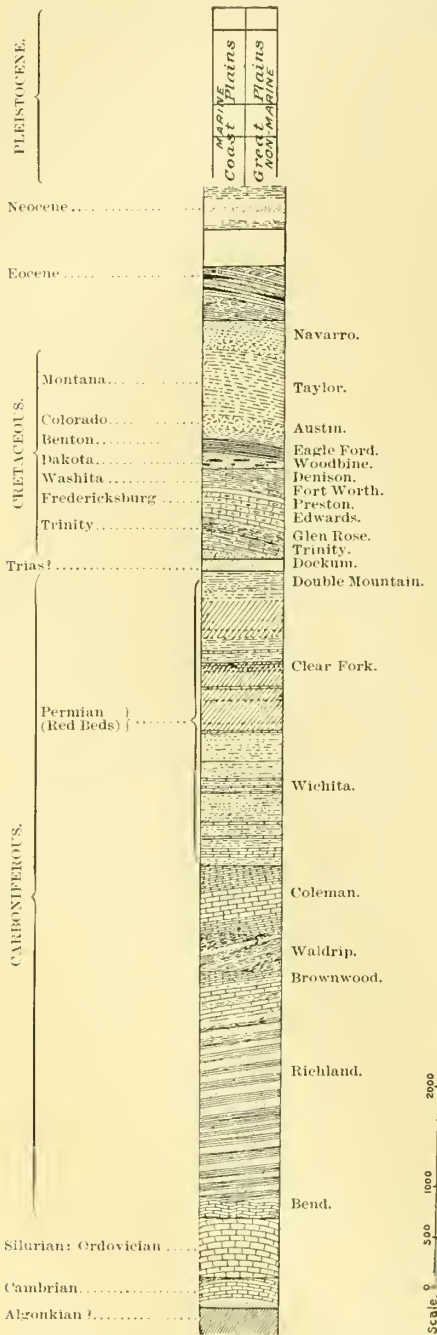 PLEISTOCENE.
MARINE
Coast Plains
Great Plains
NON-MARINE
Neocene
Eocene
Navarro.
CRETACEOUS.
Montana
Taylor.
Colorado
Austin.
Benton
Eagle Ford.
Dakota
Woodbine.
Washita
Denison.
Fort Worth.
Fredericksburg
Preston.
Edwards.
Trinity
Glen Rose.
Trinity.
Trias?
Dockum.
Double Mountain.
CARBONIFEROUS.
Clear Fork.
Permian
(Red Beds)
Wichita.
Coleman.
Waldrip.
Brownwood.
Richland.
Bend.
Silurian: Ordovician
Cambrian
Algonkian?
Scale. 0 500 1000 2000